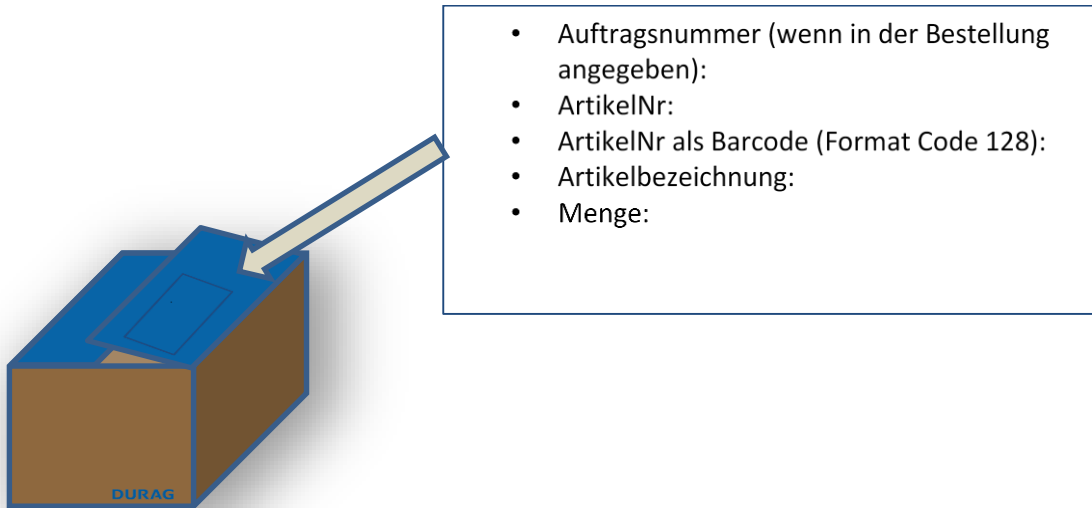 • Auftragsnummer (wenn in der Bestellung
angegeben):
• ArtikelNr:
• ArtikelNr als Barcode (Format Code 128):
• Artikelbezeichnung:
• Menge:
DURAG